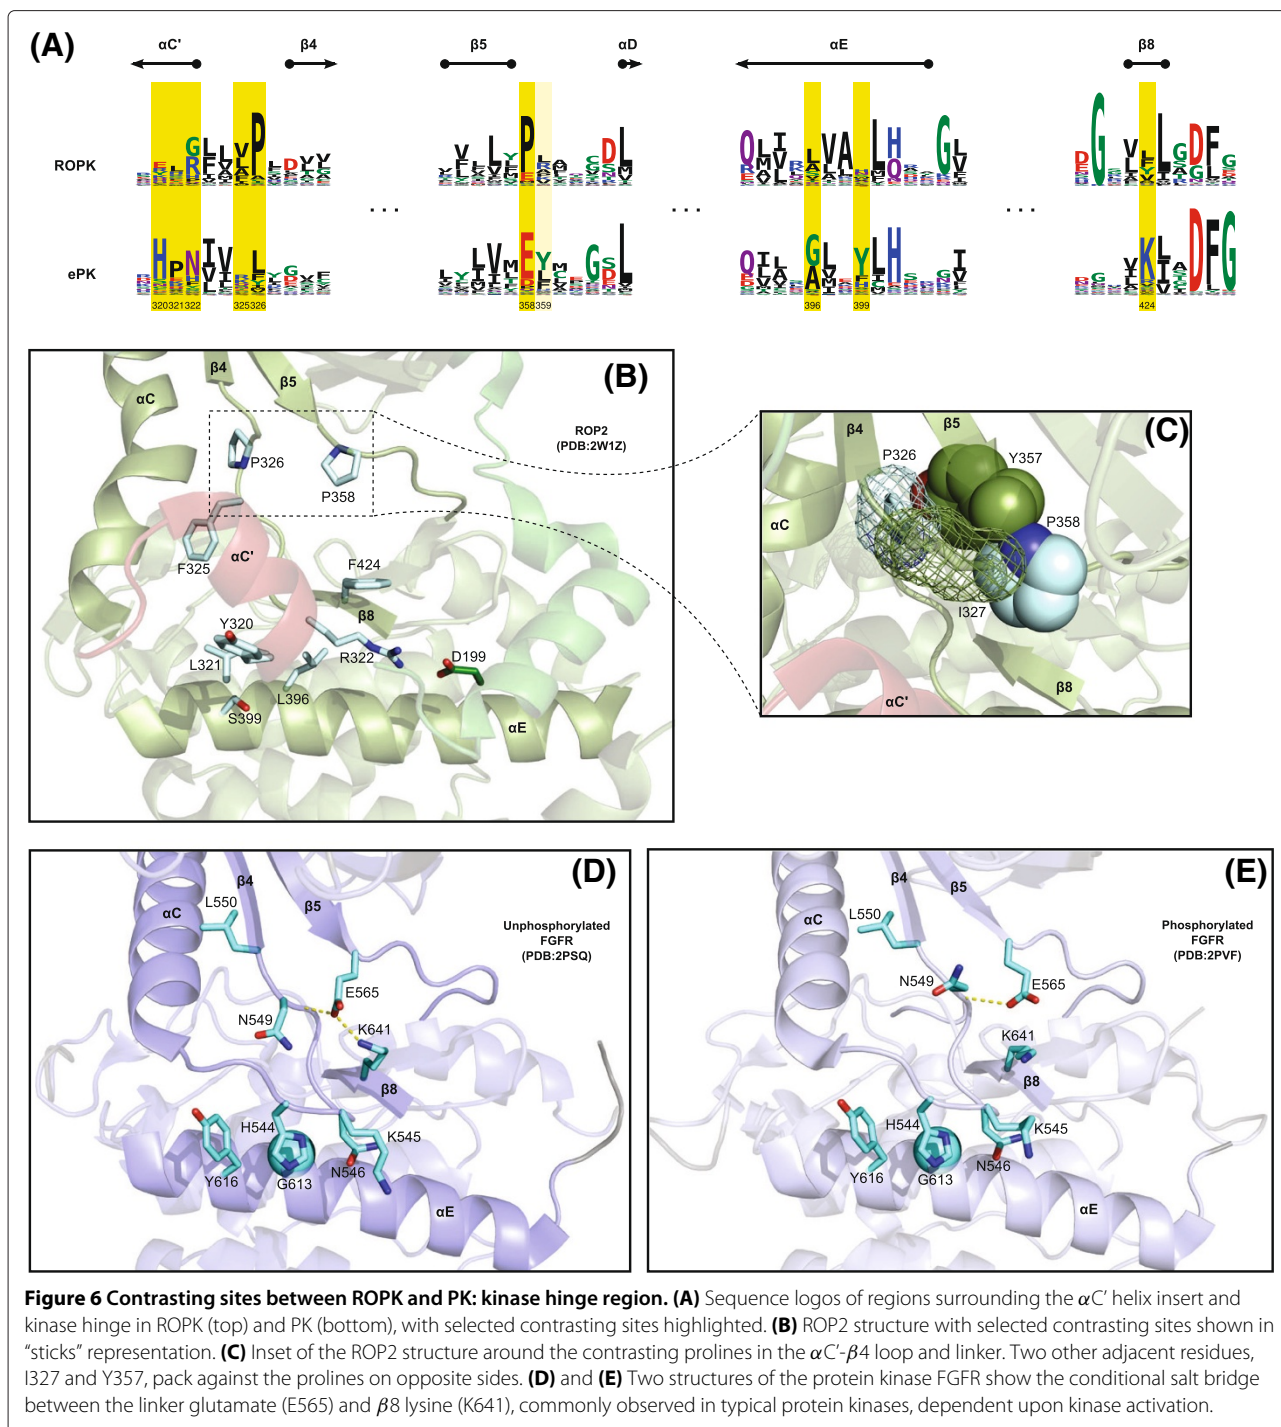 (A)
αC' β4 β5 αD αE β8
ROPK
... ... ...
ePK
320 321 322 325 326 358 359 396 399 424
(B)
β4
β5
αC
ROP2
(PDB:2W1Z)
P326
P358
αC'
F325
F424
β8
Y320
L321
R322
D199
L396
S399
αE
(C)
β5
β4
P326
Y357
αC
P358
I327
β8
αC'
(D)
β4
L550
αC
β5
Unphosphorylated
FGFR
(PDB:2PSQ)
E565
N549
K641
β8
H544
K545
Y616
G613
N546
αE
(E)
β4
β5
L550
αC
Phosphorylated
FGFR
(PDB:2PVF)
N549
E565
K641
β8
H544
K545
Y616
G613
N546
αE
Figure 6 Contrasting sites between ROPK and PK: kinase hinge region. (A) Sequence logos of regions surrounding the αC' helix insert and
kinase hinge in ROPK (top) and PK (bottom), with selected contrasting sites highlighted. (B) ROP2 structure with selected contrasting sites shown in
“sticks” representation. (C) Inset of the ROP2 structure around the contrasting prolines in the αC'-β4 loop and linker. Two other adjacent residues,
I327 and Y357, pack against the prolines on opposite sides. (D) and (E) Two structures of the protein kinase FGFR show the conditional salt bridge
between the linker glutamate (E565) and β8 lysine (K641), commonly observed in typical protein kinases, dependent upon kinase activation.